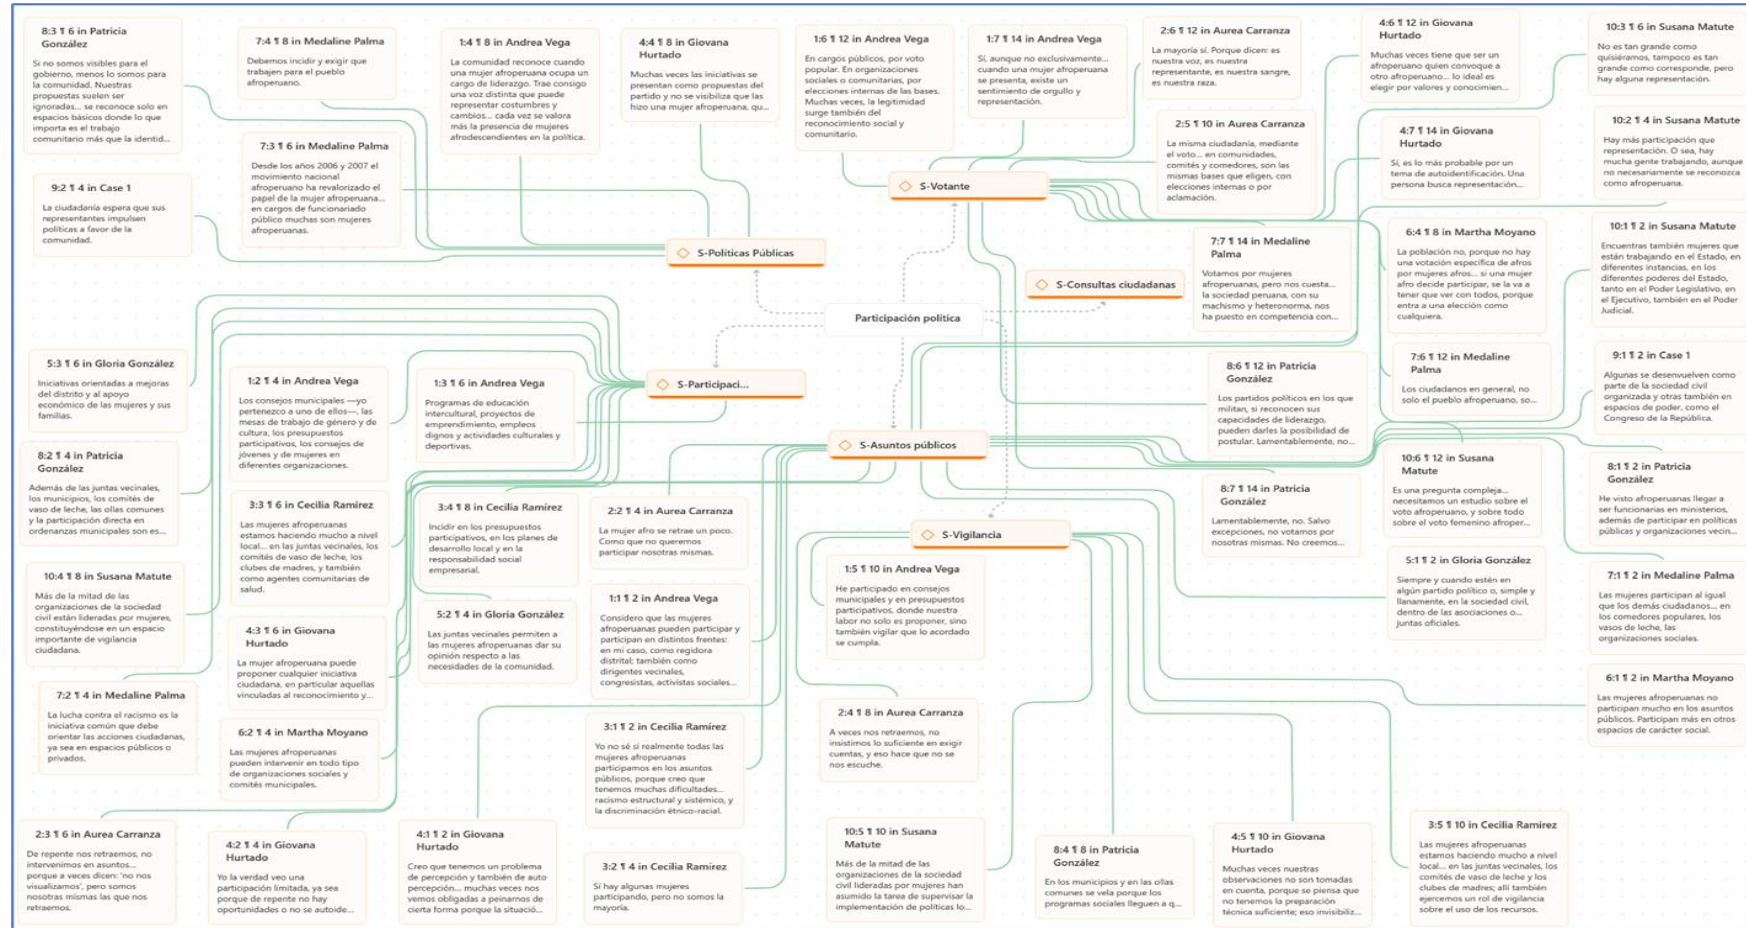 8:3 ¶ 6 in Patricia
González
Si no somos visibles para el
gobierno, menos lo somos para
la comunidad. Nuestras
propuestas suelen ser
ignoradas... se reconoce solo en
espacios básicos donde lo que
importa es el trabajo
comunitario más que la identid...
7:4 ¶ 8 in Medaline Palma
Debemos incidir y exigir que
trabajen para el pueblo
afroperuano.
1:4 ¶ 8 in Andrea Vega
La comunidad reconoce cuando
una mujer afroperuana ocupa un
cargo de liderazgo. Trae consigo
una voz distinta que puede
representar costumbres y
cambios... cada vez se valora
más la presencia de mujeres
afrodescendientes en la política.
4:4 ¶ 8 in Giovana
Hurtado
Muchas veces las iniciativas se
presentan como propuestas del
partido y no se visibiliza que las
hizo una mujer afroperuana, qu...
1:6 ¶ 12 in Andrea Vega
En cargos públicos, por voto
popular. En organizaciones
sociales o comunitarias, por
elecciones internas de las bases.
Muchas veces, la legitimidad
surge también del
reconocimiento social y
comunitario.
1:7 ¶ 14 in Andrea Vega
Sí, aunque no exclusivamente...
cuando una mujer afroperuana
se presenta, existe un
sentimiento de orgullo y
representación.
2:6 ¶ 12 in Aurea Carranza
La mayoría sí. Porque dicen: es
nuestra voz, es nuestra
representante, es nuestra sangre,
es nuestra raza.
4:6 ¶ 12 in Giovana
Hurtado
Muchas veces tiene que ser un
afroperuano quien convoque a
otro afroperuano... lo ideal es
elegir por valores y conocimien...
10:3 ¶ 6 in Susana Matute
No es tan grande como
quisiéramos, tampoco es tan
grande como corresponde, pero
hay alguna representación.
7:3 ¶ 6 in Medaline Palma
Desde los años 2006 y 2007 el
movimiento nacional
afroperuano ha revalorizado el
papel de la mujer afroperuana...
en cargos de funcionariado
público muchas son mujeres
afroperuanas.
2:5 ¶ 10 in Aurea Carranza
La misma ciudadanía, mediante
el voto... en comunidades,
comités y comedores, son las
mismas bases que eligen, con
elecciones internas o por
aclamación.
4:7 ¶ 14 in Giovana
Hurtado
Sí, es lo más probable por un
tema de autoidentificación. Una
persona busca representación...
10:2 ¶ 4 in Susana Matute
Hay más participación que
representación. O sea, hay
mucha gente trabajando, aunque
no necesariamente se reconozca
como afroperuana.
9:2 ¶ 4 in Case 1
La ciudadanía espera que sus
representantes impulsen
políticas a favor de la
comunidad.
S-Votante
S-Políticas Públicas
S-Consultas ciudadanas
Participación política
7:7 ¶ 14 in Medaline
Palma
Votamos por mujeres
afroperuanas, pero nos cuesta...
la sociedad peruana, con su
machismo y heteronorma, nos
ha puesto en competencia con...
6:4 ¶ 8 in Martha Moyano
La población no, porque no hay
una votación específica de afros
por mujeres afros... si una mujer
afro decide participar, se la va a
tener que ver con todos, porque
entra a una elección como
cualquiera.
10:1 ¶ 2 in Susana Matute
Encuentras también mujeres que
están trabajando en el Estado, en
diferentes instancias, en los
diferentes poderes del Estado,
tanto en el Poder Legislativo, en
el Ejecutivo, también en el Poder
Judicial.
5:3 ¶ 6 in Gloria González
Iniciativas orientadas a mejoras
del distrito y al apoyo
económico de las mujeres y sus
familias.
1:2 ¶ 4 in Andrea Vega
Los consejos municipales —yo
pertenezco a uno de ellos—, las
mesas de trabajo de género y de
cultura, los presupuestos
participativos, los consejos de
jóvenes y de mujeres en
diferentes organizaciones.
1:3 ¶ 6 in Andrea Vega
Programas de educación
intercultural, proyectos de
emprendimiento, empleos
dignos y actividades culturales y
deportivas.
S-Participaci...
8:6 ¶ 12 in Patricia
González
Los partidos políticos en los que
militan, si reconocen sus
capacidades de liderazgo,
pueden darles la posibilidad de
postular. Lamentablemente, no...
7:6 ¶ 12 in Medaline
Palma
Los ciudadanos en general, no
solo el pueblo afroperuano, so...
9:1 ¶ 2 in Case 1
Algunas se desenvuelven como
parte de la sociedad civil
organizada y otras también en
espacios de poder, como el
Congreso de la República.
S-Asuntos públicos
8:2 ¶ 4 in Patricia
González
Además de las juntas vecinales,
los municipios, los comités de
vaso de leche, las ollas comunes
y la participación directa en
ordenanzas municipales son es...
3:3 ¶ 6 in Cecilia Ramírez
Las mujeres afroperuanas
estamos haciendo mucho a nivel
local... en las juntas vecinales, los
comités de vaso de leche, los
clubes de madres, y también
como agentes comunitarias de
salud.
3:4 ¶ 8 in Cecilia Ramírez
Incidir en los presupuestos
participativos, en los planes de
desarrollo local y en la
responsabilidad social
empresarial.
2:2 ¶ 4 in Aurea Carranza
La mujer afro se retrae un poco.
Como que no queremos
participar nosotras mismas.
S-Vigilancia
8:7 ¶ 14 in Patricia
González
Lamentablemente, no. Salvo
excepciones, no votamos por
nosotras mismas. No creemos...
10:6 ¶ 12 in Susana
Matute
Es una pregunta compleja...
necesitamos un estudio sobre el
voto afroperuano, y sobre todo
sobre el voto femenino afroper...
8:1 ¶ 2 in Patricia
González
He visto afroperuanas llegar a
ser funcionarias en ministerios,
además de participar en políticas
públicas y organizaciones vecin...
10:4 ¶ 8 in Susana Matute
Más de la mitad de las
organizaciones de la sociedad
civil están lideradas por mujeres,
constituyéndose en un espacio
importante de vigilancia
ciudadana.
4:3 ¶ 6 in Giovana
Hurtado
La mujer afroperuana puede
proponer cualquier iniciativa
ciudadana, en particular aquellas
vinculadas al reconocimiento y...
5:2 ¶ 4 in Gloria González
Las juntas vecinales permiten a
las mujeres afroperuanas dar su
opinión respecto a las
necesidades de la comunidad.
1:1 ¶ 2 in Andrea Vega
Considero que las mujeres
afroperuanas pueden participar y
participan en distintos frentes:
en mi caso, como regidora
distrital; también como
dirigentes vecinales,
congresistas, activistas sociales...
1:5 ¶ 10 in Andrea Vega
He participado en consejos
municipales y en presupuestos
participativos, donde nuestra
labor no solo es proponer, sino
también vigilar que lo acordado
se cumpla.
5:1 ¶ 2 in Gloria González
Siempre y cuando estén en
algún partido político o, simple y
llanamente, en la sociedad civil,
dentro de las asociaciones o...
juntas oficiales.
7:1 ¶ 2 in Medaline Palma
Las mujeres participan al igual
que los demás ciudadanos... en
los comedores populares, los
vasos de leche, las
organizaciones sociales.
7:2 ¶ 4 in Medaline Palma
La lucha contra el racismo es la
iniciativa común que debe
orientar las acciones ciudadanas,
ya sea en espacios públicos o
privados.
6:2 ¶ 4 in Martha Moyano
Las mujeres afroperuanas
pueden intervenir en todo tipo
de organizaciones sociales y
comités municipales.
3:1 ¶ 2 in Cecilia Ramírez
Yo no sé si realmente todas las
mujeres afroperuanas
participamos en los asuntos
públicos, porque creo que
tenemos muchas dificultades...
racismo estructural y sistémico, y
la discriminación étnico-racial.
2:4 ¶ 8 in Aurea Carranza
A veces nos retraemos, no
insistimos lo suficiente en exigir
cuentas, y eso hace que no se
nos escuche.
6:1 ¶ 2 in Martha Moyano
Las mujeres afroperuanas no
participan mucho en los asuntos
públicos. Participan más en otros
espacios de carácter social.
2:3 ¶ 6 in Aurea Carranza
De repente nos retraemos, no
intervenimos en asuntos...
porque a veces dicen: 'no nos
visualizamos', pero somos
nosotras mismas las que nos
retraemos.
4:2 ¶ 4 in Giovana
Hurtado
Yo la verdad veo una
participación limitada, ya sea
porque de repente no hay
oportunidades o no se autoide...
4:1 ¶ 2 in Giovana
Hurtado
Creo que tenemos un problema
de percepción y también de auto
percepción... muchas veces nos
vemos obligadas a peinarnos de
cierta forma porque la situació...
3:2 ¶ 4 in Cecilia Ramírez
Sí hay algunas mujeres
participando, pero no somos la
mayoría.
10:5 ¶ 10 in Susana
Matute
Más de la mitad de las
organizaciones de la sociedad
civil lideradas por mujeres han
asumido la tarea de supervisar la
implementación de políticas lo...
8:4 ¶ 8 in Patricia
González
En los municipios y en las ollas
comunes se vela porque los
programas sociales lleguen a q...
4:5 ¶ 10 in Giovana
Hurtado
Muchas veces nuestras
observaciones no son tomadas
en cuenta, porque se piensa que
no tenemos la preparación
técnica suficiente; eso invisibiliz...
3:5 ¶ 10 in Cecilia Ramírez
Las mujeres afroperuanas
estamos haciendo mucho a nivel
local... en las juntas vecinales, los
comités de vaso de leche y los
clubes de madres; allí también
ejercemos un rol de vigilancia
sobre el uso de los recursos.